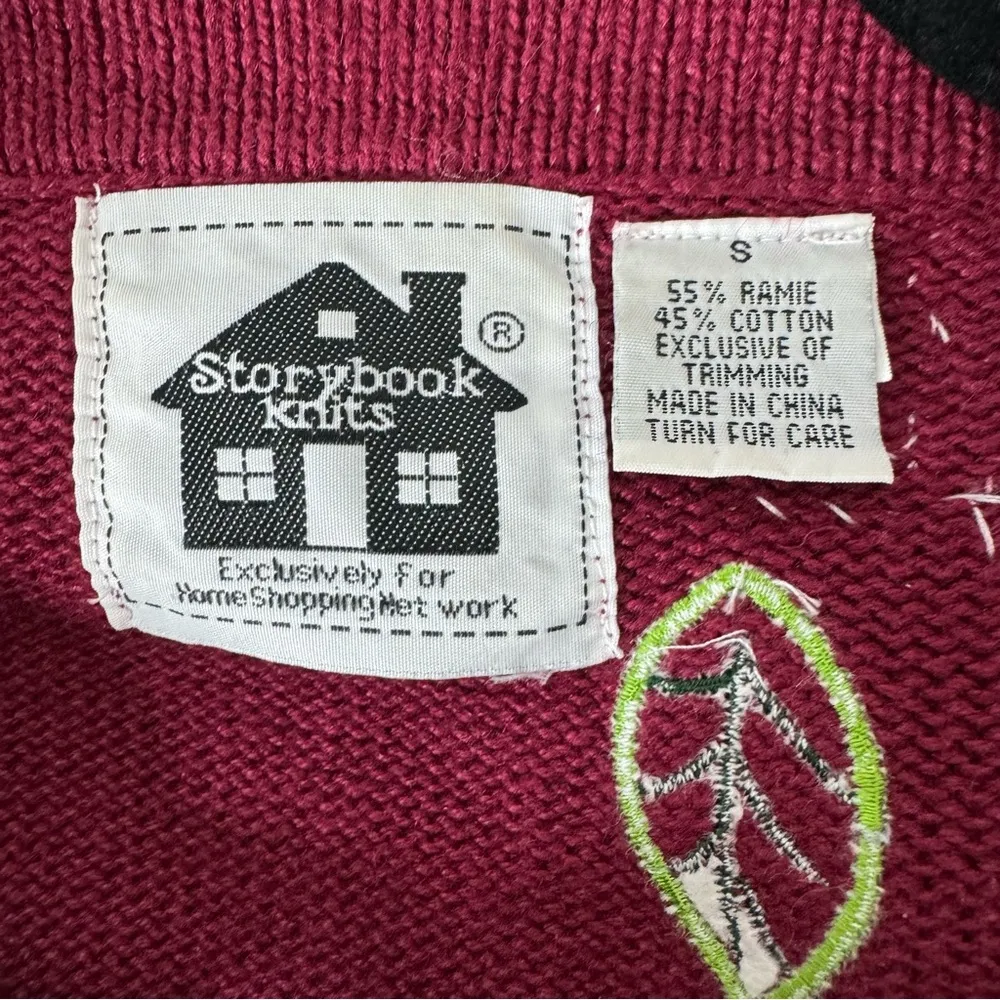 Storybook
knits
®
Exclusively for
HomeShoppingNetwork
S
55% RAMIE
45% COTTON
EXCLUSIVE OF
TRIMMING
MADE IN CHINA
TURN FOR CARE